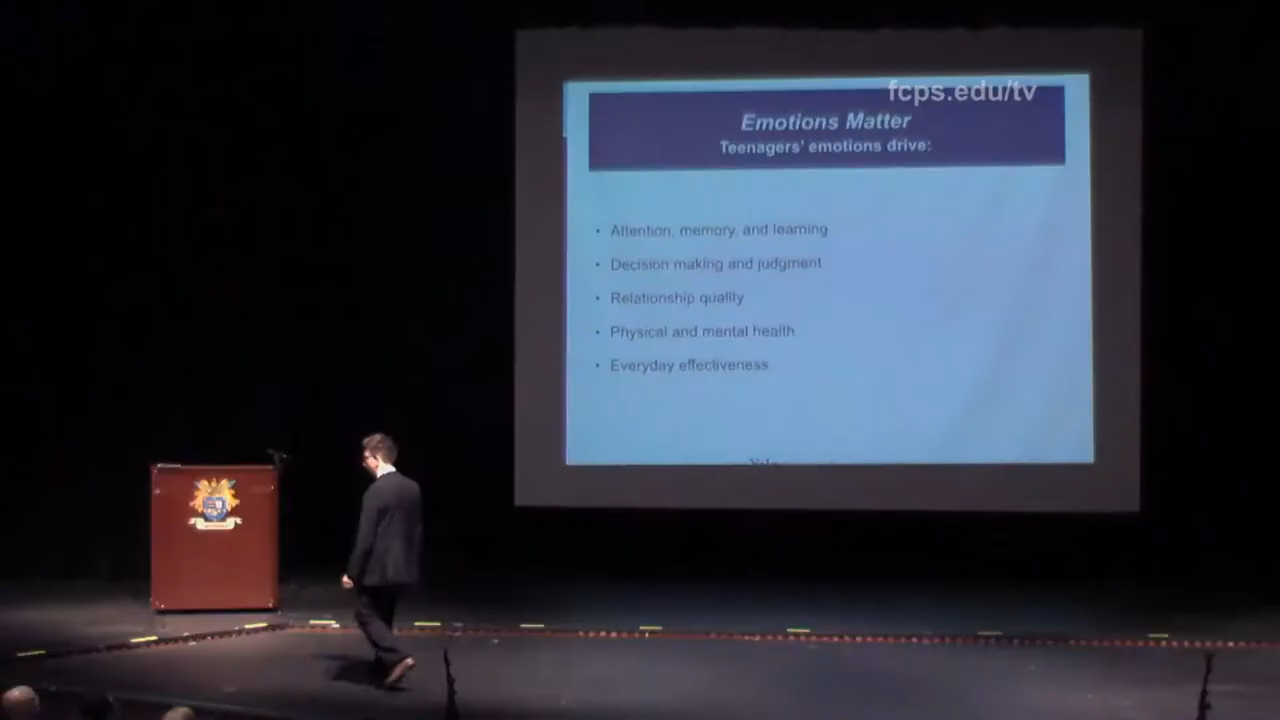 fcps.edu/tv
Emotions Matter
Teenagers' emotions drive:
• Attention, memory, and learning
• Decision making and judgment
• Relationship quality
• Physical and mental health
• Everyday effectiveness